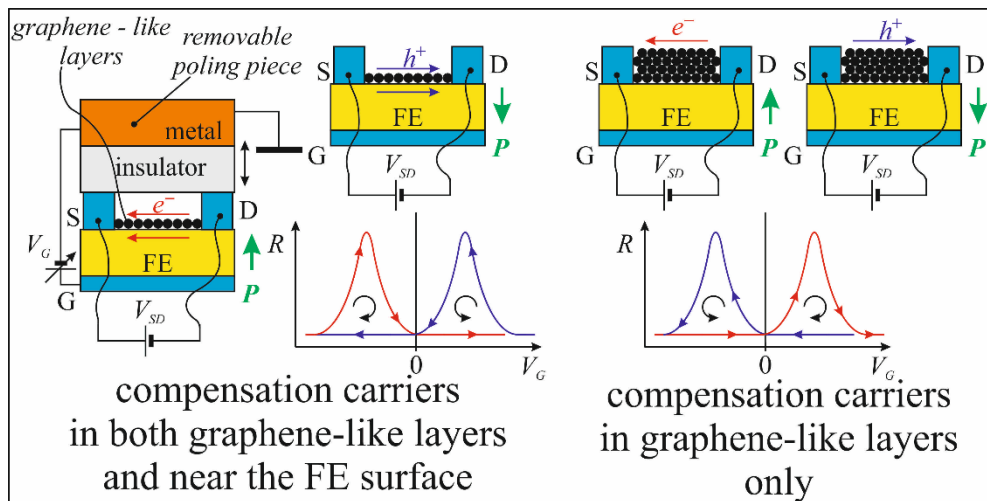 graphene - like
layers
removable
poling piece
metal
insulator
S
D
e⁻
FE
G
P
V_G
V_SD
S
D
h⁺
FE
G
P
V_SD
R
0
V_G
compensation carriers
in both graphene-like layers
and near the FE surface
S
D
e⁻
FE
G
P
V_SD
S
D
h⁺
FE
P
V_SD
R
0
V_G
compensation carriers
in graphene-like layers
only